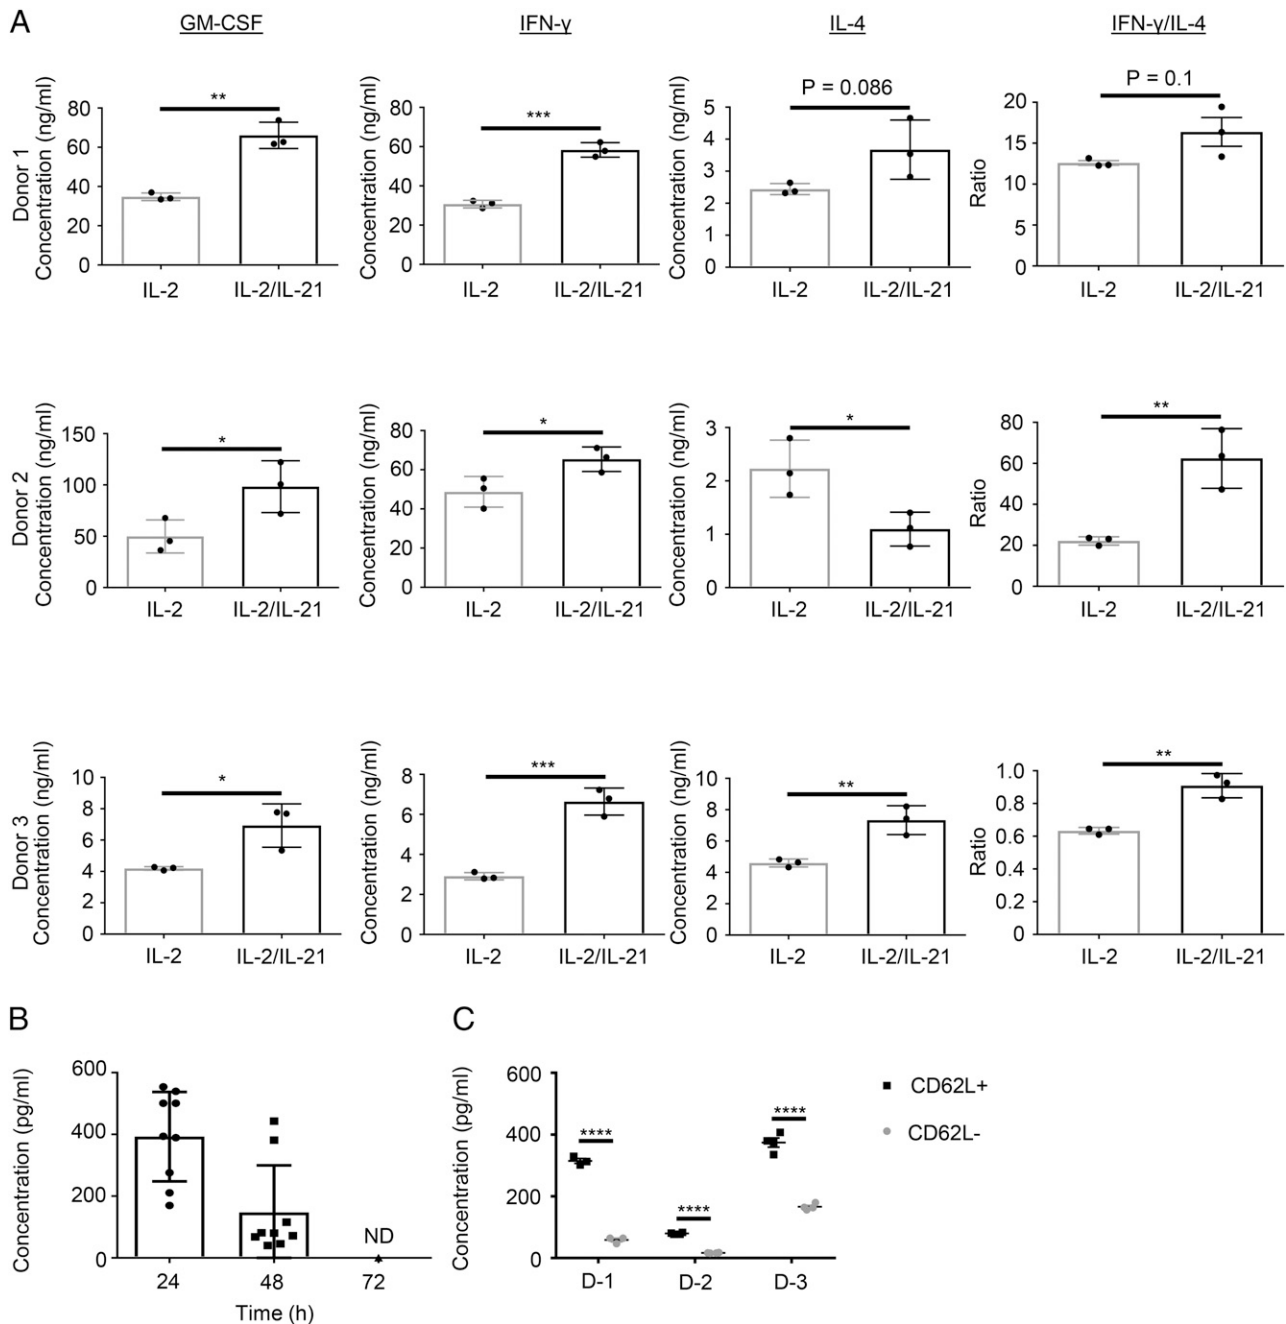 A
GM-CSF
IFN-γ
IL-4
IFN-γ/IL-4
Donor 1
Concentration (ng/ml)
80
60
40
20
0
**
IL-2
IL-2/IL-21
Concentration (ng/ml)
80
60
40
20
0
***
IL-2
IL-2/IL-21
Concentration (ng/ml)
5
4
3
2
1
0
P = 0.086
IL-2
IL-2/IL-21
Ratio
20
15
10
5
0
P = 0.1
IL-2
IL-2/IL-21
Donor 2
Concentration (ng/ml)
150
100
50
0
*
IL-2
IL-2/IL-21
Concentration (ng/ml)
80
60
40
20
0
*
IL-2
IL-2/IL-21
Concentration (ng/ml)
3
2
1
0
*
IL-2
IL-2/IL-21
Ratio
80
60
40
20
0
**
IL-2
IL-2/IL-21
Donor 3
Concentration (ng/ml)
10
8
6
4
2
0
*
IL-2
IL-2/IL-21
Concentration (ng/ml)
8
6
4
2
0
***
IL-2
IL-2/IL-21
Concentration (ng/ml)
10
8
6
4
2
0
**
IL-2
IL-2/IL-21
Ratio
1.0
0.8
0.6
0.4
0.2
0
**
IL-2
IL-2/IL-21
B
Concentration (pg/ml)
600
400
200
0
ND
24
48
72
Time (h)
C
Concentration (pg/ml)
600
400
200
0
****
****
****
D-1
D-2
D-3
CD62L+
CD62L-